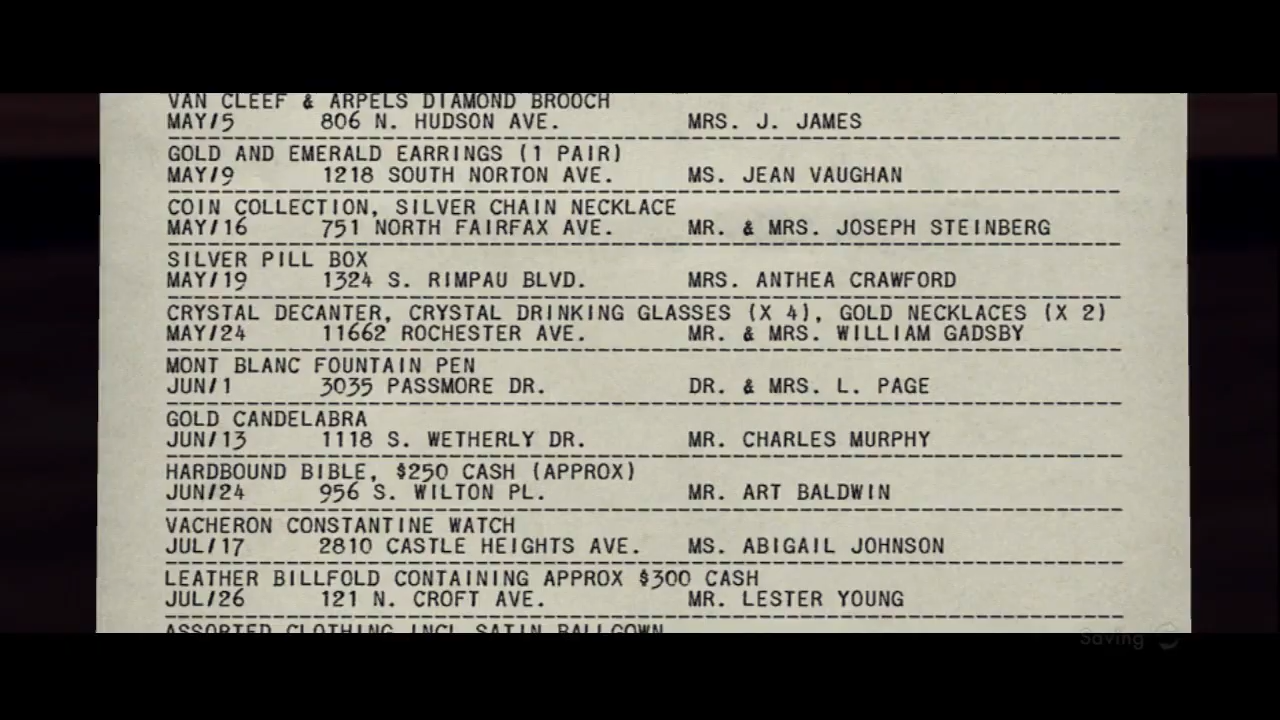 VAN CLEEF & ARPELS DIAMOND BROOCH
MAY/5 806 N. HUDSON AVE. MRS. J. JAMES
GOLD AND EMERALD EARRINGS (1 PAIR)
MAY/9 1218 SOUTH NORTON AVE. MS. JEAN VAUGHAN
COIN COLLECTION, SILVER CHAIN NECKLACE
MAY/16 751 NORTH FAIRFAX AVE. MR. & MRS. JOSEPH STEINBERG
SILVER PILL BOX
MAY/19 1324 S. RIMPAU BLVD. MRS. ANTHEA CRAWFORD
CRYSTAL DECANTER, CRYSTAL DRINKING GLASSES (X 4), GOLD NECKLACES (X 2)
MAY/24 11662 ROCHESTER AVE. MR. & MRS. WILLIAM GADSBY
MONT BLANC FOUNTAIN PEN
JUN/1 3035 PASSMORE DR. DR. & MRS. L. PAGE
GOLD CANDELABRA
JUN/13 1118 S. WETHERLY DR. MR. CHARLES MURPHY
HARDBOUND BIBLE, $250 CASH (APPROX)
JUN/24 956 S. WILTON PL. MR. ART BALDWIN
VACHERON CONSTANTINE WATCH
JUL/17 2810 CASTLE HEIGHTS AVE. MS. ABIGAIL JOHNSON
LEATHER BILLFOLD CONTAINING APPROX $300 CASH
JUL/26 121 N. CROFT AVE. MR. LESTER YOUNG
ASSORTED CLOTHING INCL SATIN BALLGOWN
Saving